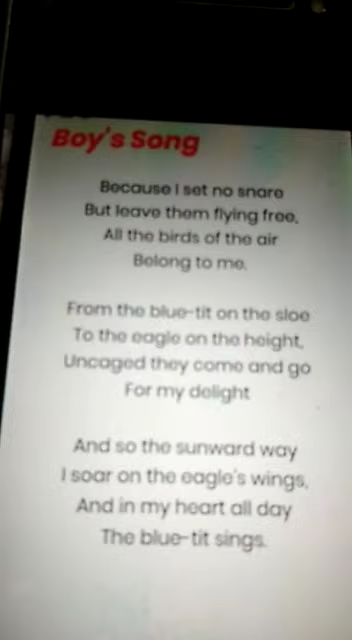 Boy's Song
Because I set no snare
But leave them flying free,
All the birds of the air
Belong to me.
From the blue-tit on the sloe
To the eagle on the height,
Uncaged they come and go
For my delight
And so the sunward way
I soar on the eagle's wings,
And in my heart all day
The blue-tit sings.